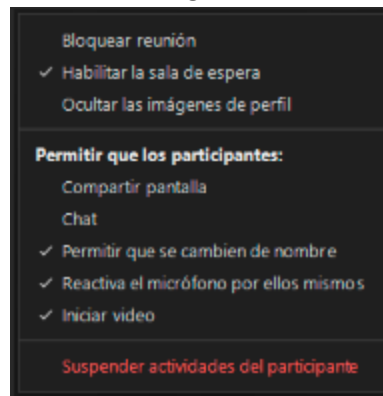 Bloquear reunión
✓ Habilitar la sala de espera
Ocultar las imágenes de perfil
Permitir que los participantes:
Compartir pantalla
Chat
✓ Permitir que se cambien de nombre
✓ Reactiva el micrófono por ellos mismos
✓ Iniciar video
Suspender actividades del participante